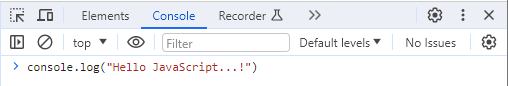 Elements Console Recorder
top Filter Default levels No Issues
console.log("Hello JavaScript...!")